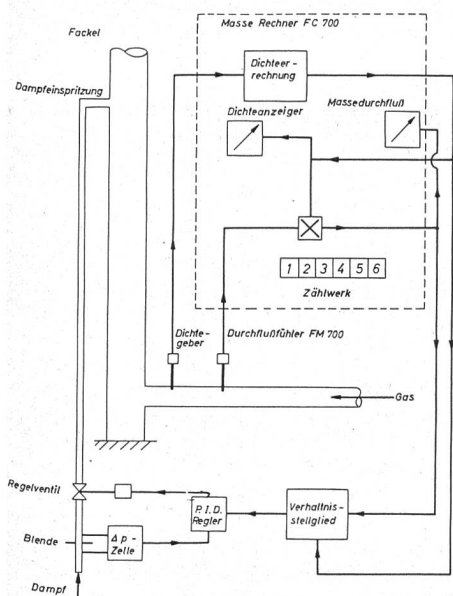 Masse Rechner FC 700
Fackel
Dichteer-
rechnung
Dampfeinspritzung
Massedurchfluß
Dichteanzeiger
1 2 3 4 5 6
Zählwerk
Dichte-
geber
Durchflußfühler FM 700
Gas
Regelventil
P.I.D.
Regler
Verhältnis-
stellglied
Blende
Δp-
Zelle
Dampf